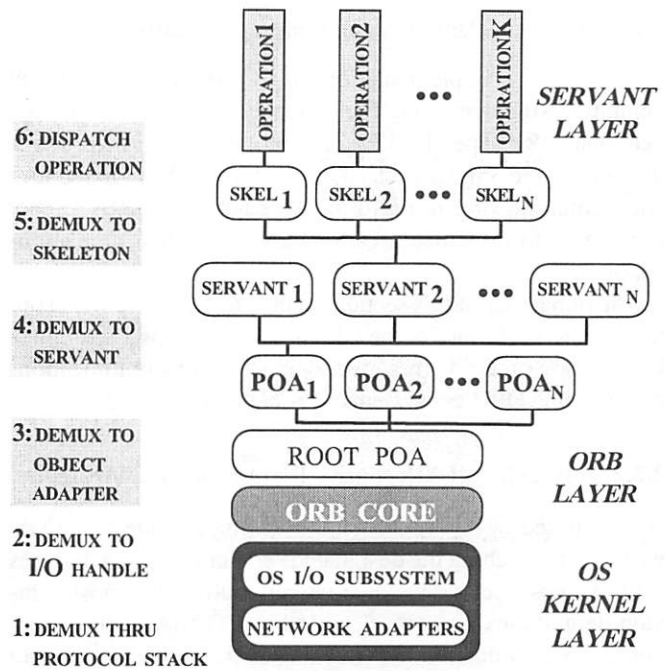 OPERATION1
OPERATION2
OPERATIONK
SERVANT
LAYER
6: DISPATCH
OPERATION
SKEL 1
SKEL 2
SKEL N
5: DEMUX TO
SKELETON
SERVANT 1
SERVANT 2
SERVANT N
4: DEMUX TO
SERVANT
POA1
POA2
POAN
3: DEMUX TO
OBJECT
ADAPTER
ROOT POA
ORB
LAYER
ORB CORE
2: DEMUX TO
I/O HANDLE
OS I/O SUBSYSTEM
OS
KERNEL
LAYER
NETWORK ADAPTERS
1: DEMUX THRU
PROTOCOL STACK